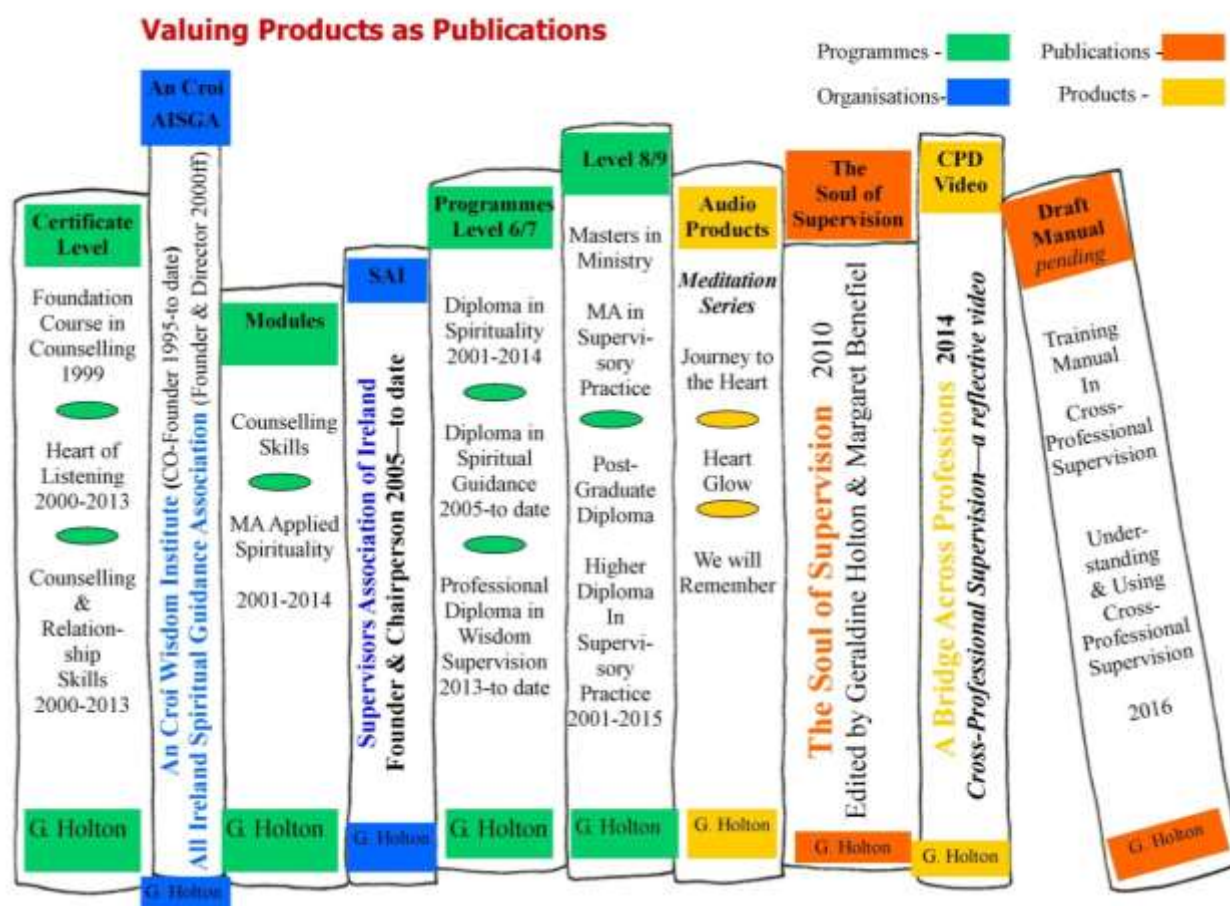 Valuing Products as Publications
Programmes -
Publications -
Organisations-
Products -
Certificate
Level
Foundation
Course in
Counselling
1999
Heart of
Listening
2000-2013
Counselling
&
Relation-
ship
Skills
2000-2013
G. Holton
An Croi
AISGA
An Croi Wisdom Institute (CO-Founder 1995-to date)
All Ireland Spiritual Guidance Association (Founder & Director 2000ff)
G. Holton
Modules
Counselling
Skills
MA Applied
Spirituality
2001-2014
G. Holton
SAI
Supervisors Association of Ireland
Founder & Chairperson 2005—to date
G. Holton
Programmes
Level 6/7
Diploma in
Spirituality
2001-2014
Diploma in
Spiritual
Guidance
2005-to date
Professional
Diploma in
Wisdom
Supervision
2013-to date
G. Holton
Level 8/9
Masters in
Ministry
MA in
Supervi-
sory
Practice
Post-
Graduate
Diploma
Higher
Diploma
In
Supervi-
sory
Practice
2001-2015
G. Holton
Audio
Products
Meditation
Series
Journey to
the Heart
Heart
Glow
We will
Remember
G. Holton
The
Soul of
Supervision
The Soul of Supervision 2010
Edited by Geraldine Holton & Margaret Benefiel
G. Holton
CPD
Video
A Bridge Across Professions 2014
Cross-Professional Supervision—a reflective video
G. Holton
Draft
Manual
pending
Training
Manual
In
Cross-
Professional
Supervision
Under-
standing
& Using
Cross-
Professional
Supervision
2016
G. Holton